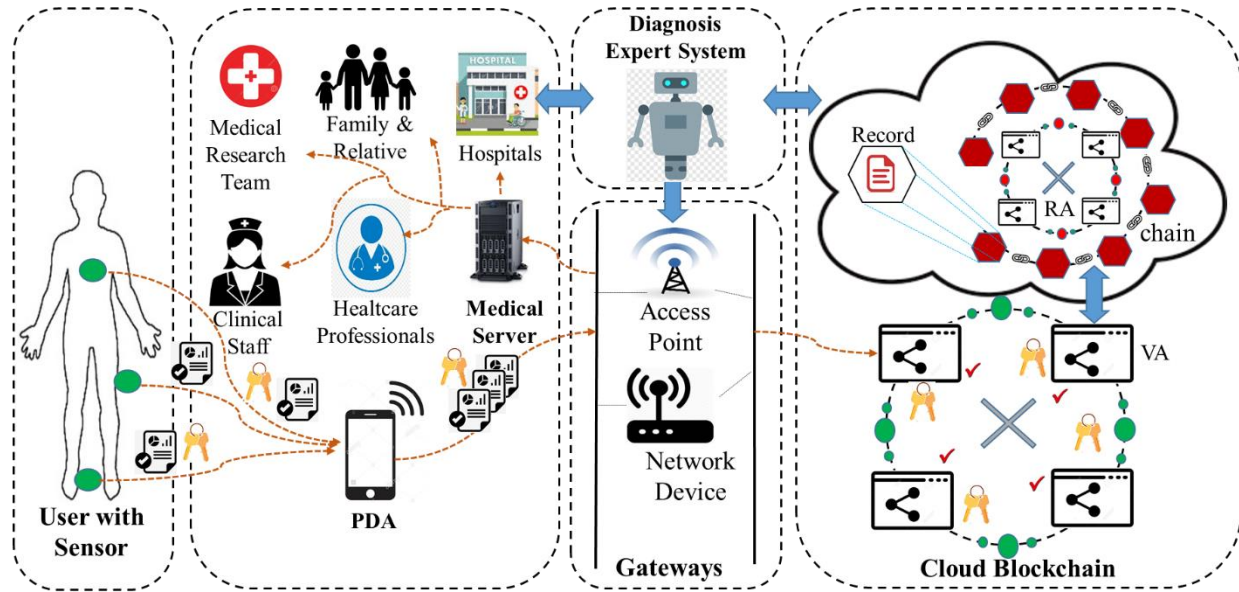 User with
Sensor
Medical
Research
Team
Family &
Relative
HOSPITAL
Hospitals
Clinical
Staff
Healtcare
Professionals
Medical
Server
PDA
Diagnosis
Expert System
Access
Point
Network
Device
Gateways
Record
RA
chain
VA
Cloud Blockchain